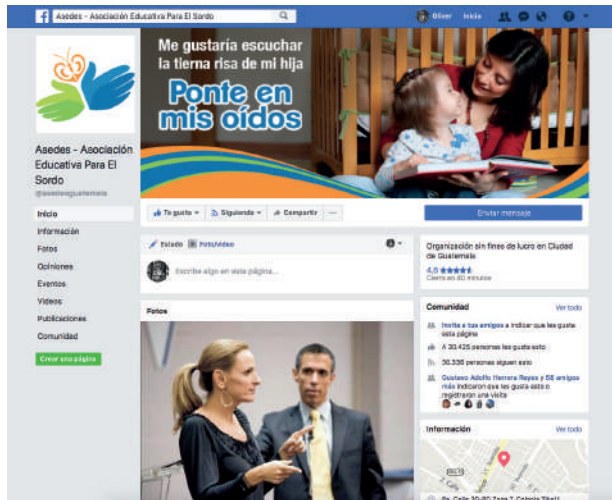 Asedes - Asociación Educativa Para El Sordo
Oliver Inicio
Me gustaría escuchar
la tierna risa de mi hija
Ponte en
mis oídos
Asedes - Asociación
Educativa Para El
Sordo
@asedesguatemala
Te gusta Siguiendo Compartir
Enviar mensaje
Inicio
Información
Fotos
Opiniones
Eventos
Videos
Publicaciones
Comunidad
Crear una página
Estado Foto/video
Escribe algo en esta página...
Fotos
Organización sin fines de lucro en Ciudad
de Guatemala
4,5 ★★★★★
Cierra en 40 minutos
Comunidad Ver todo
Invita a tus amigos a indicar que les gusta
esta página
A 30.425 personas les gusta esto
30.336 personas siguen esto
Gustavo Adolfo Herrera Reyes y 58 amigos
más indicaron que les gusta esto o
registraron una visita
Información Ver todo